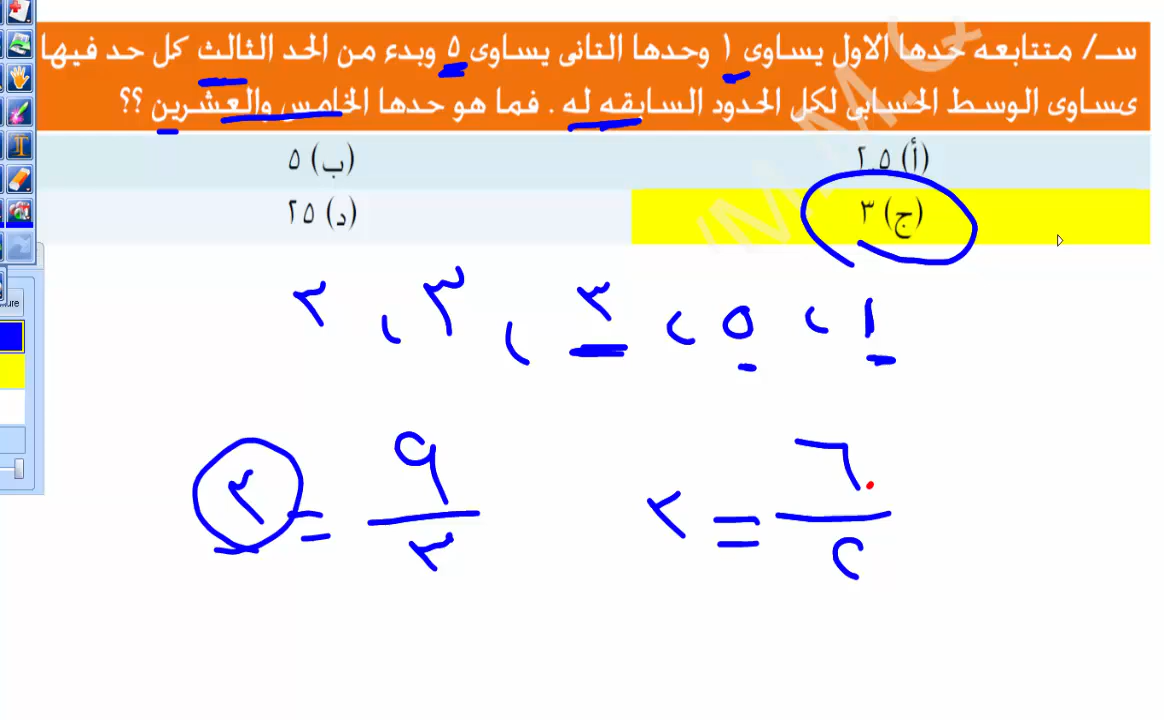 سـ/ متتابعه حدها الاول يساوى ١ وحدها الثانى يساوى ٥ وبدء من الحد الثالث كل حد فيها
يساوى الوسط الحسابى لكل الحدود السابقه له . فما هو حدها الخامس والعشرين ؟؟
(أ) ٢.٥
(ب) ٥
(ج) ٣
(د) ٢٥
١ ، ٥ ، ٣ ، ٣ ، ٣
٦/٢ = ٣
٩/٣ = ٣